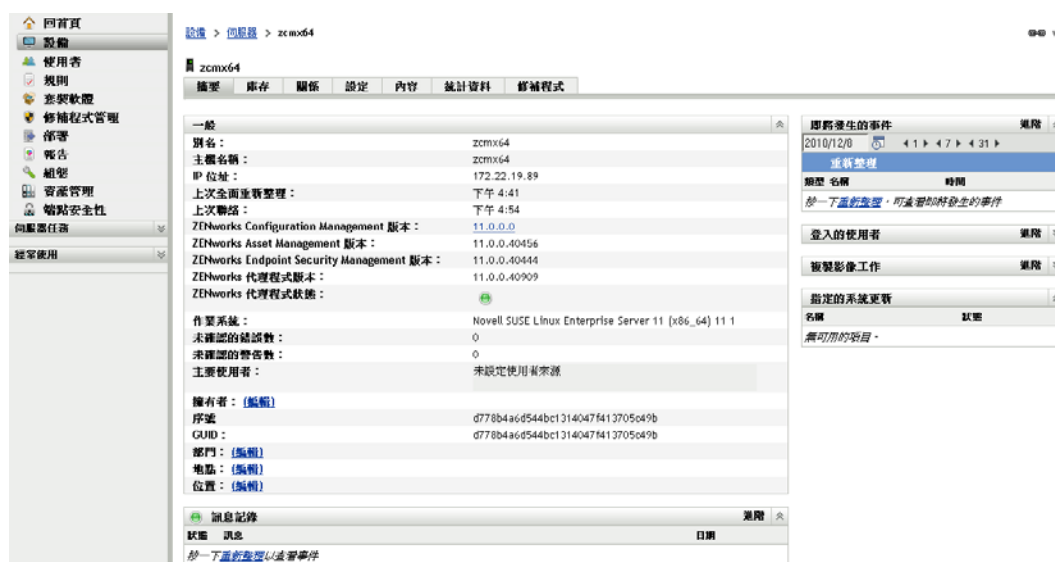 回首頁
設備
使用者
規則
套裝軟體
修補程式管理
部署
報告
組態
資產管理
端點安全性
伺服器任務
經常使用
設備 > 伺服器 > zcmx64
zcmx64
摘要 庫存 關係 設定 內容 統計資料 修補程式
一般
別名： zcmx64
主機名稱： zcmx64
IP 位址： 172.22.19.89
上次全面重新整理： 下午 4:41
上次聯絡： 下午 4:54
ZENworks Configuration Management 版本： 11.0.0.0
ZENworks Asset Management 版本： 11.0.0.40456
ZENworks Endpoint Security Management 版本： 11.0.0.40444
ZENworks 代理程式版本： 11.0.0.40909
ZENworks 代理程式狀態：
作業系統： Novell SUSE Linux Enterprise Server 11 (x86_64) 11 1
未確認的錯誤數： 0
未確認的警告數： 0
主要使用者： 未設定使用者來源
擁有者： (編輯)
序號 d778b4a6d544bc1314047f413705c49b
GUID： d778b4a6d544bc1314047f413705c49b
部門： (編輯)
地點： (編輯)
位置： (編輯)
訊息記錄 進階
狀態 訊息 日期
按一下重新整理以查看事件
即將發生的事件 進階
2010/12/8 1 7 31
重新整理
類型 名稱 時間
按一下重新整理，可查看即將發生的事件
登入的使用者 進階
複製影像工作 進階
指定的系統更新
名稱 狀態
無可用的項目。